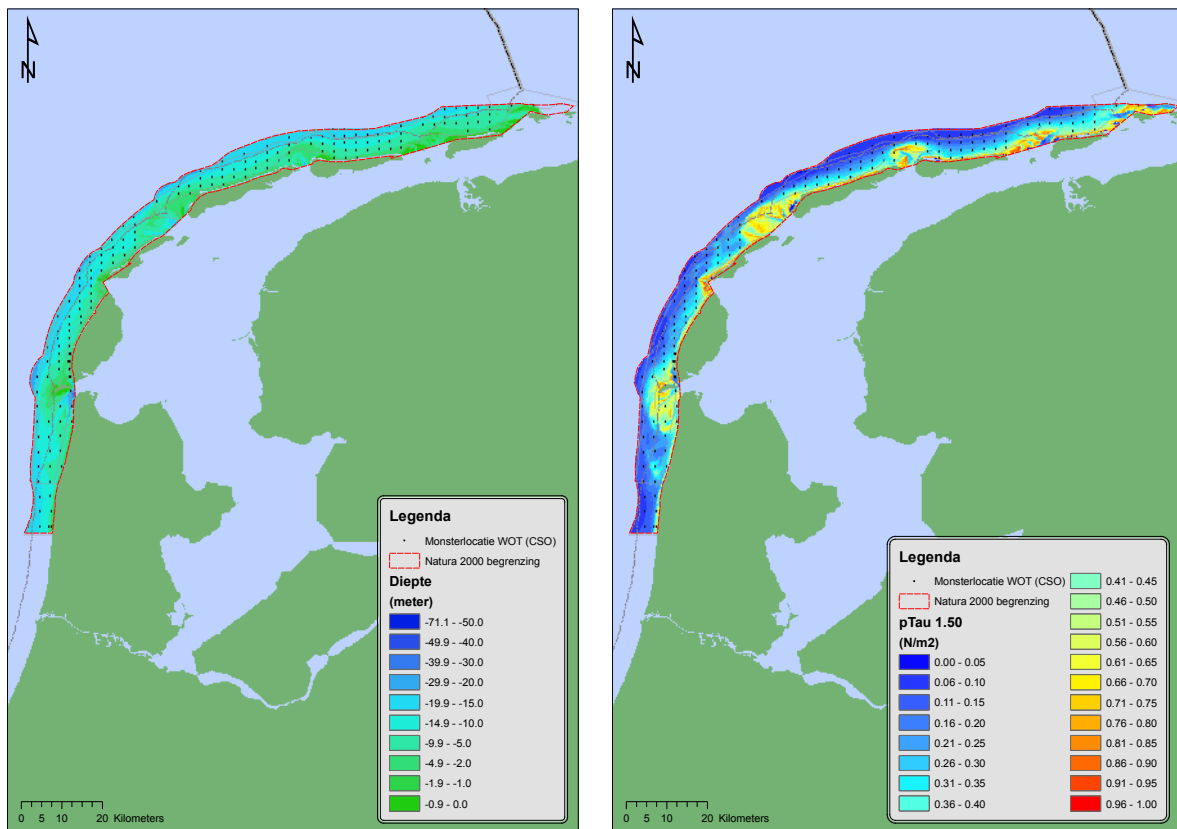 N
Legenda
Monsterlocatie WOT (CSO)
Natura 2000 begrenzing
Diepte
(meter)
-71.1 - -50.0
-49.9 - -40.0
-39.9 - -30.0
-29.9 - -20.0
-19.9 - -15.0
-14.9 - -10.0
-9.9 - -5.0
-4.9 - -2.0
-1.9 - -1.0
-0.9 - 0.0
0 5 10 20 Kilometers
N
Legenda
Monsterlocatie WOT (CSO)
Natura 2000 begrenzing
pTau 1.50
(N/m2)
0.00 - 0.05
0.06 - 0.10
0.11 - 0.15
0.16 - 0.20
0.21 - 0.25
0.26 - 0.30
0.31 - 0.35
0.36 - 0.40
0.41 - 0.45
0.46 - 0.50
0.51 - 0.55
0.56 - 0.60
0.61 - 0.65
0.66 - 0.70
0.71 - 0.75
0.76 - 0.80
0.81 - 0.85
0.86 - 0.90
0.91 - 0.95
0.96 - 1.00
0 5 10 20 Kilometers